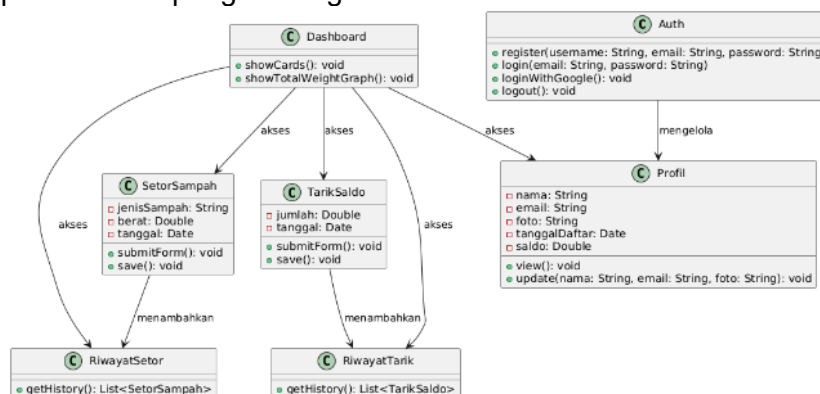 C Dashboard
showCards(): void
showTotalWeightGraph(): void
C Auth
register(username: String, email: String, password: String
login(email: String, password: String)
loginWithGoogle(): void
logout(): void
akses
akses
akses
mengelola
C SetorSampah
jenisSampah: String
berat: Double
tanggal: Date
submitForm(): void
save(): void
C TarikSaldo
jumlah: Double
tanggal: Date
submitForm(): void
save(): void
C Profil
nama: String
email: String
foto: String
tanggalDaftar: Date
saldo: Double
view(): void
update(nama: String, email: String, foto: String): void
akses
akses
menambahkan
menambahkan
C RiwayatSetor
getHistory(): List<SetorSampah>
C RiwayatTarik
getHistory(): List<TarikSaldo>